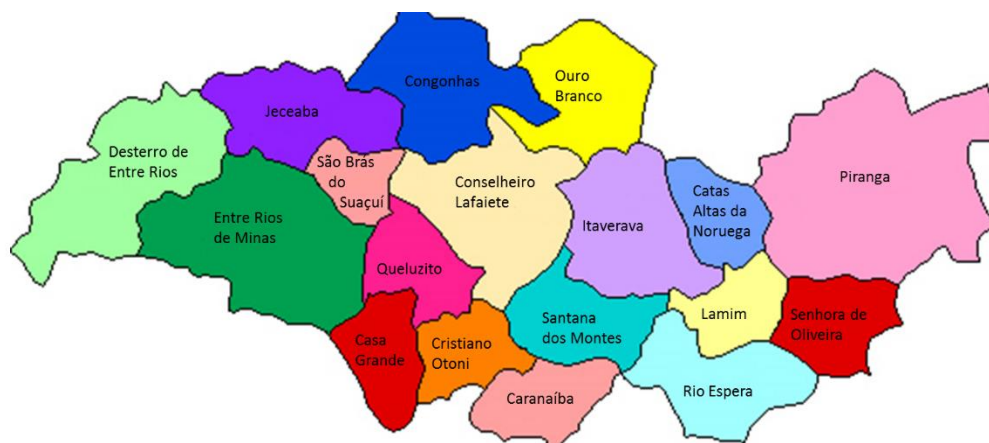 Congonhas
Ouro
Branco
Jeceaba
Desterro de
Entre Rios
São Brás
do
Suaçuí
Conselheiro
Lafaiete
Piranga
Catas
Altas da
Noruega
Itaverava
Entre Rios
de Minas
Queluzito
Lamim
Senhora de
Oliveira
Santana
dos Montes
Casa
Grande
Cristiano
Otoni
Caranaíba
Rio Espera